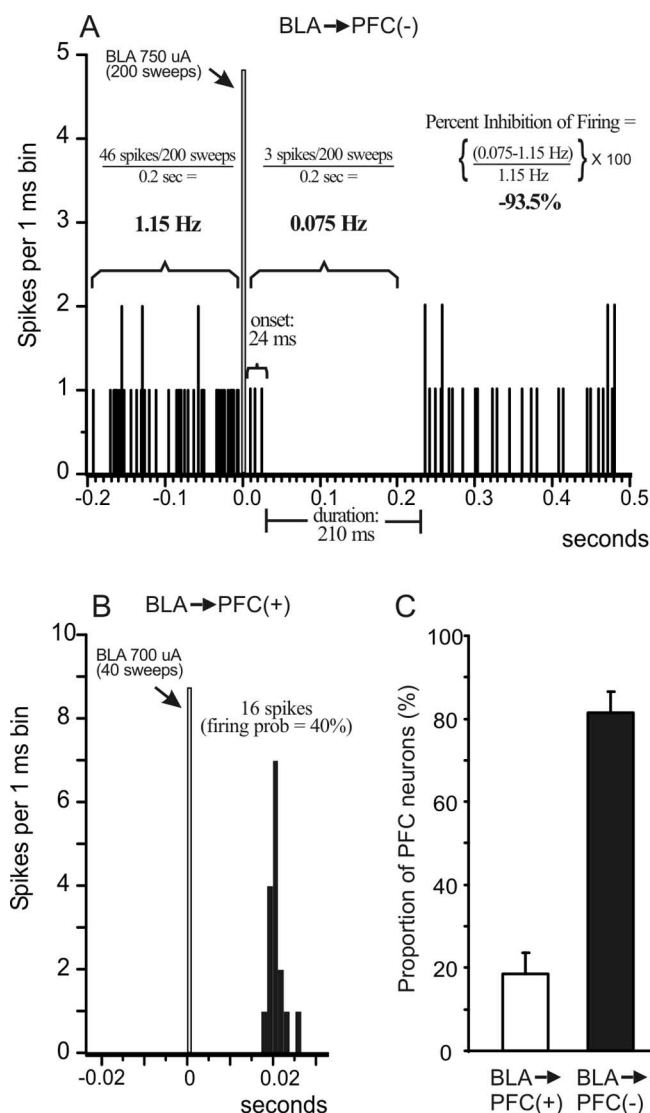 A
BLA→PFC(-)
BLA 750 uA
(200 sweeps)
Spikes per 1 ms bin
5
4
3
2
1
0
46 spikes/200 sweeps
0.2 sec =
1.15 Hz
3 spikes/200 sweeps
0.2 sec =
0.075 Hz
Percent Inhibition of Firing =
{ (0.075-1.15 Hz)
1.15 Hz } X 100
-93.5%
onset:
24 ms
-0.2 -0.1 0.0 0.1 0.2 0.3 0.4 0.5
duration:
210 ms
seconds
B
BLA→PFC(+)
BLA 700 uA
(40 sweeps)
16 spikes
(firing prob = 40%)
Spikes per 1 ms bin
10
8
6
4
2
0
-0.02 0 0.02
seconds
C
Proportion of PFC neurons (%)
100
80
60
40
20
0
BLA→
PFC(+)
BLA→
PFC(-)